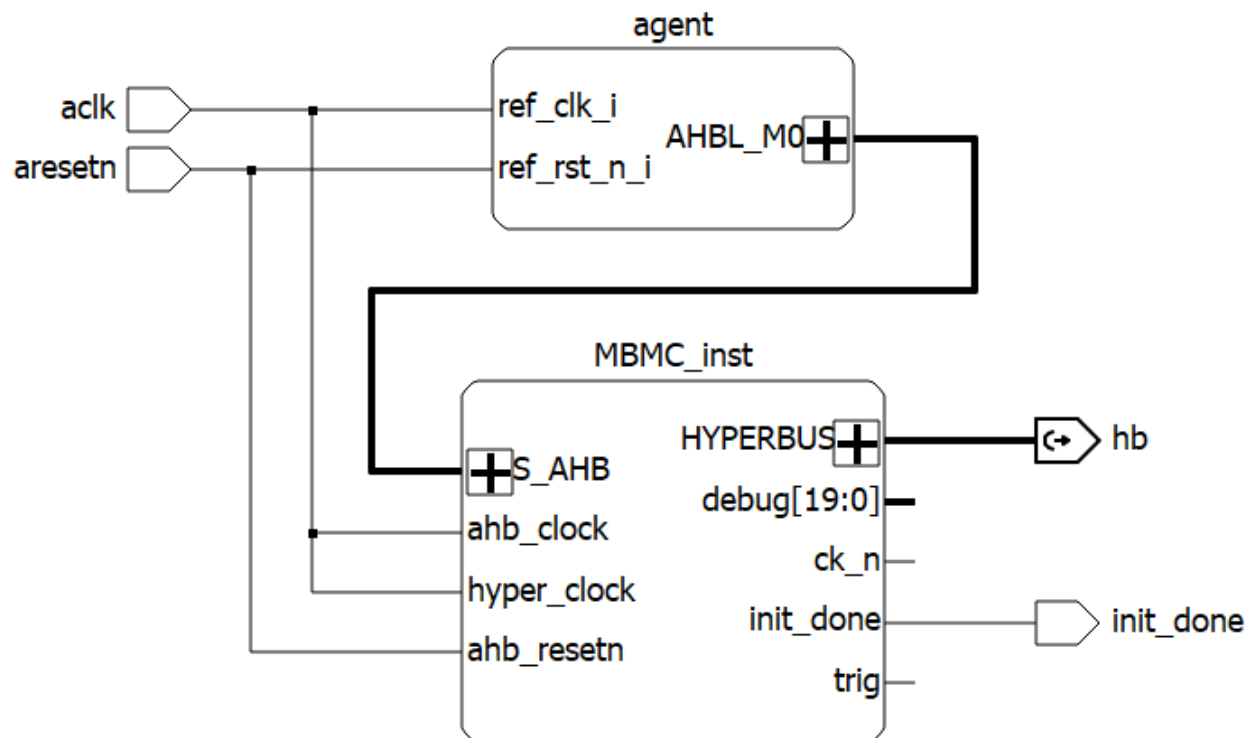 agent
aclk
ref_clk_i
AHBL_M0
aresetn
ref_rst_n_i
MBMC_inst
HYPERBUS
hb
S_AHB
debug[19:0]
ahb_clock
ck_n
hyper_clock
init_done
init_done
ahb_resetn
trig